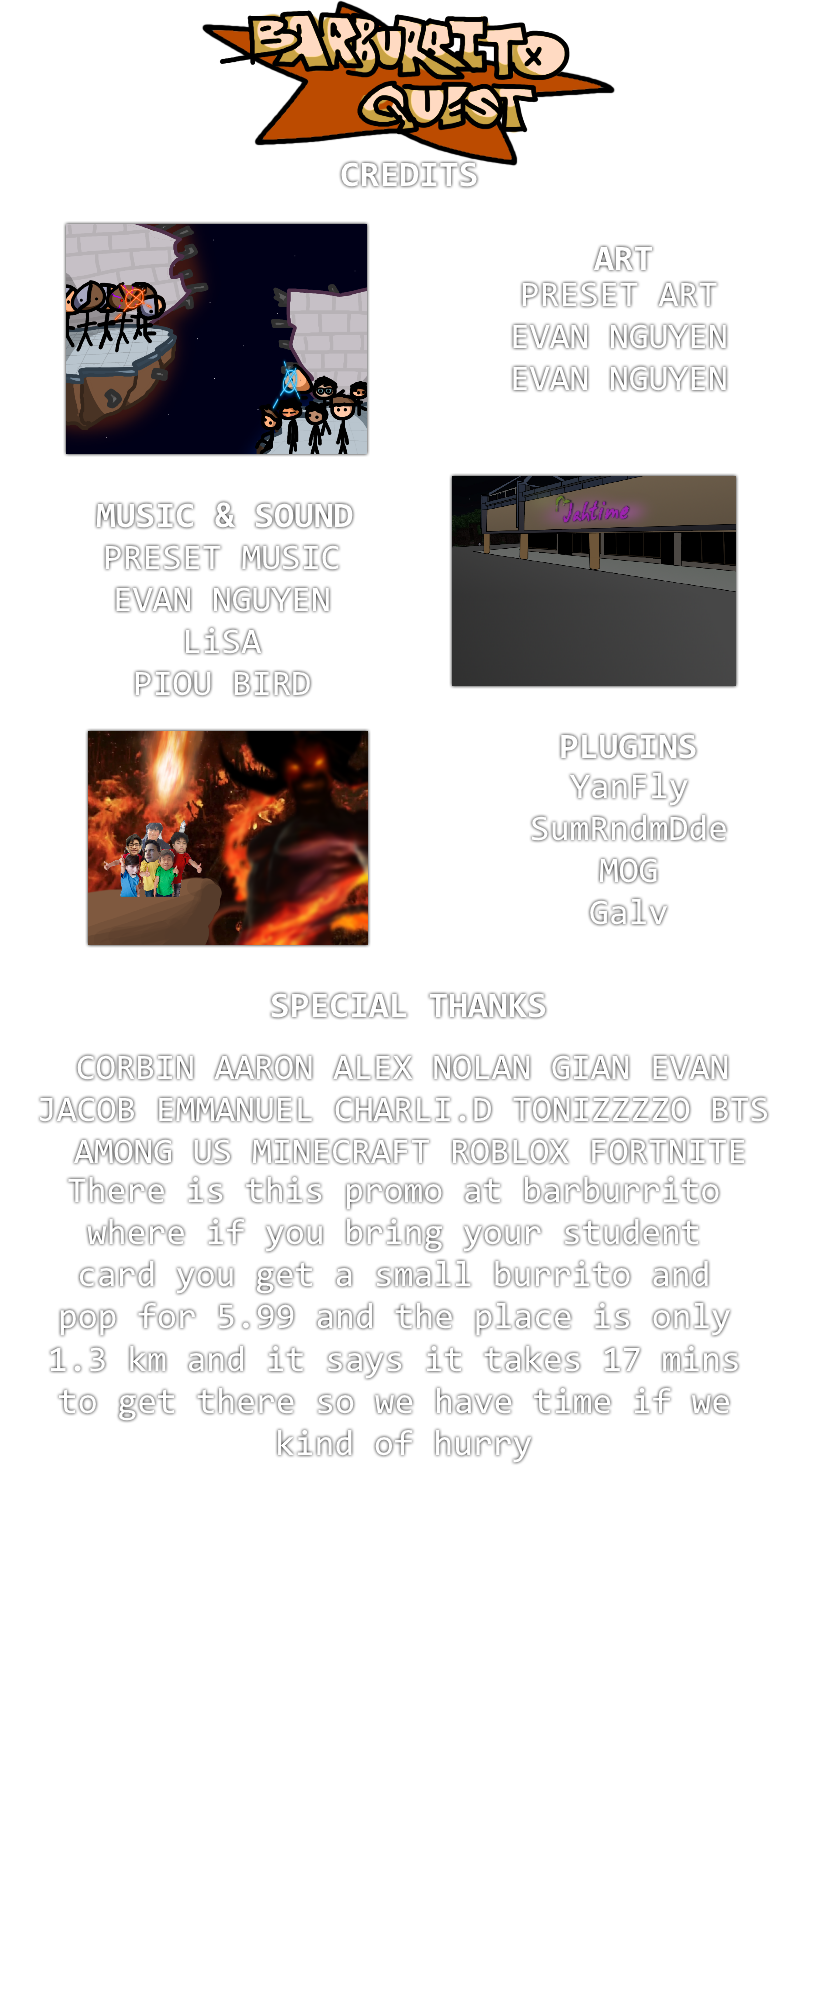 BARBURRITO
QUEST
CREDITS
ART
PRESET ART
EVAN NGUYEN
EVAN NGUYEN
MUSIC & SOUND
PRESET MUSIC
EVAN NGUYEN
LiSA
PIOU BIRD
PLUGINS
YanFly
SumRndmDde
MOG
Galv
SPECIAL THANKS
CORBIN AARON ALEX NOLAN GIAN EVAN
JACOB EMMANUEL CHARLI.D TONIZZZZO BTS
AMONG US MINECRAFT ROBLOX FORTNITE
There is this promo at barburrito
where if you bring your student
card you get a small burrito and
pop for 5.99 and the place is only
1.3 km and it says it takes 17 mins
to get there so we have time if we
kind of hurry